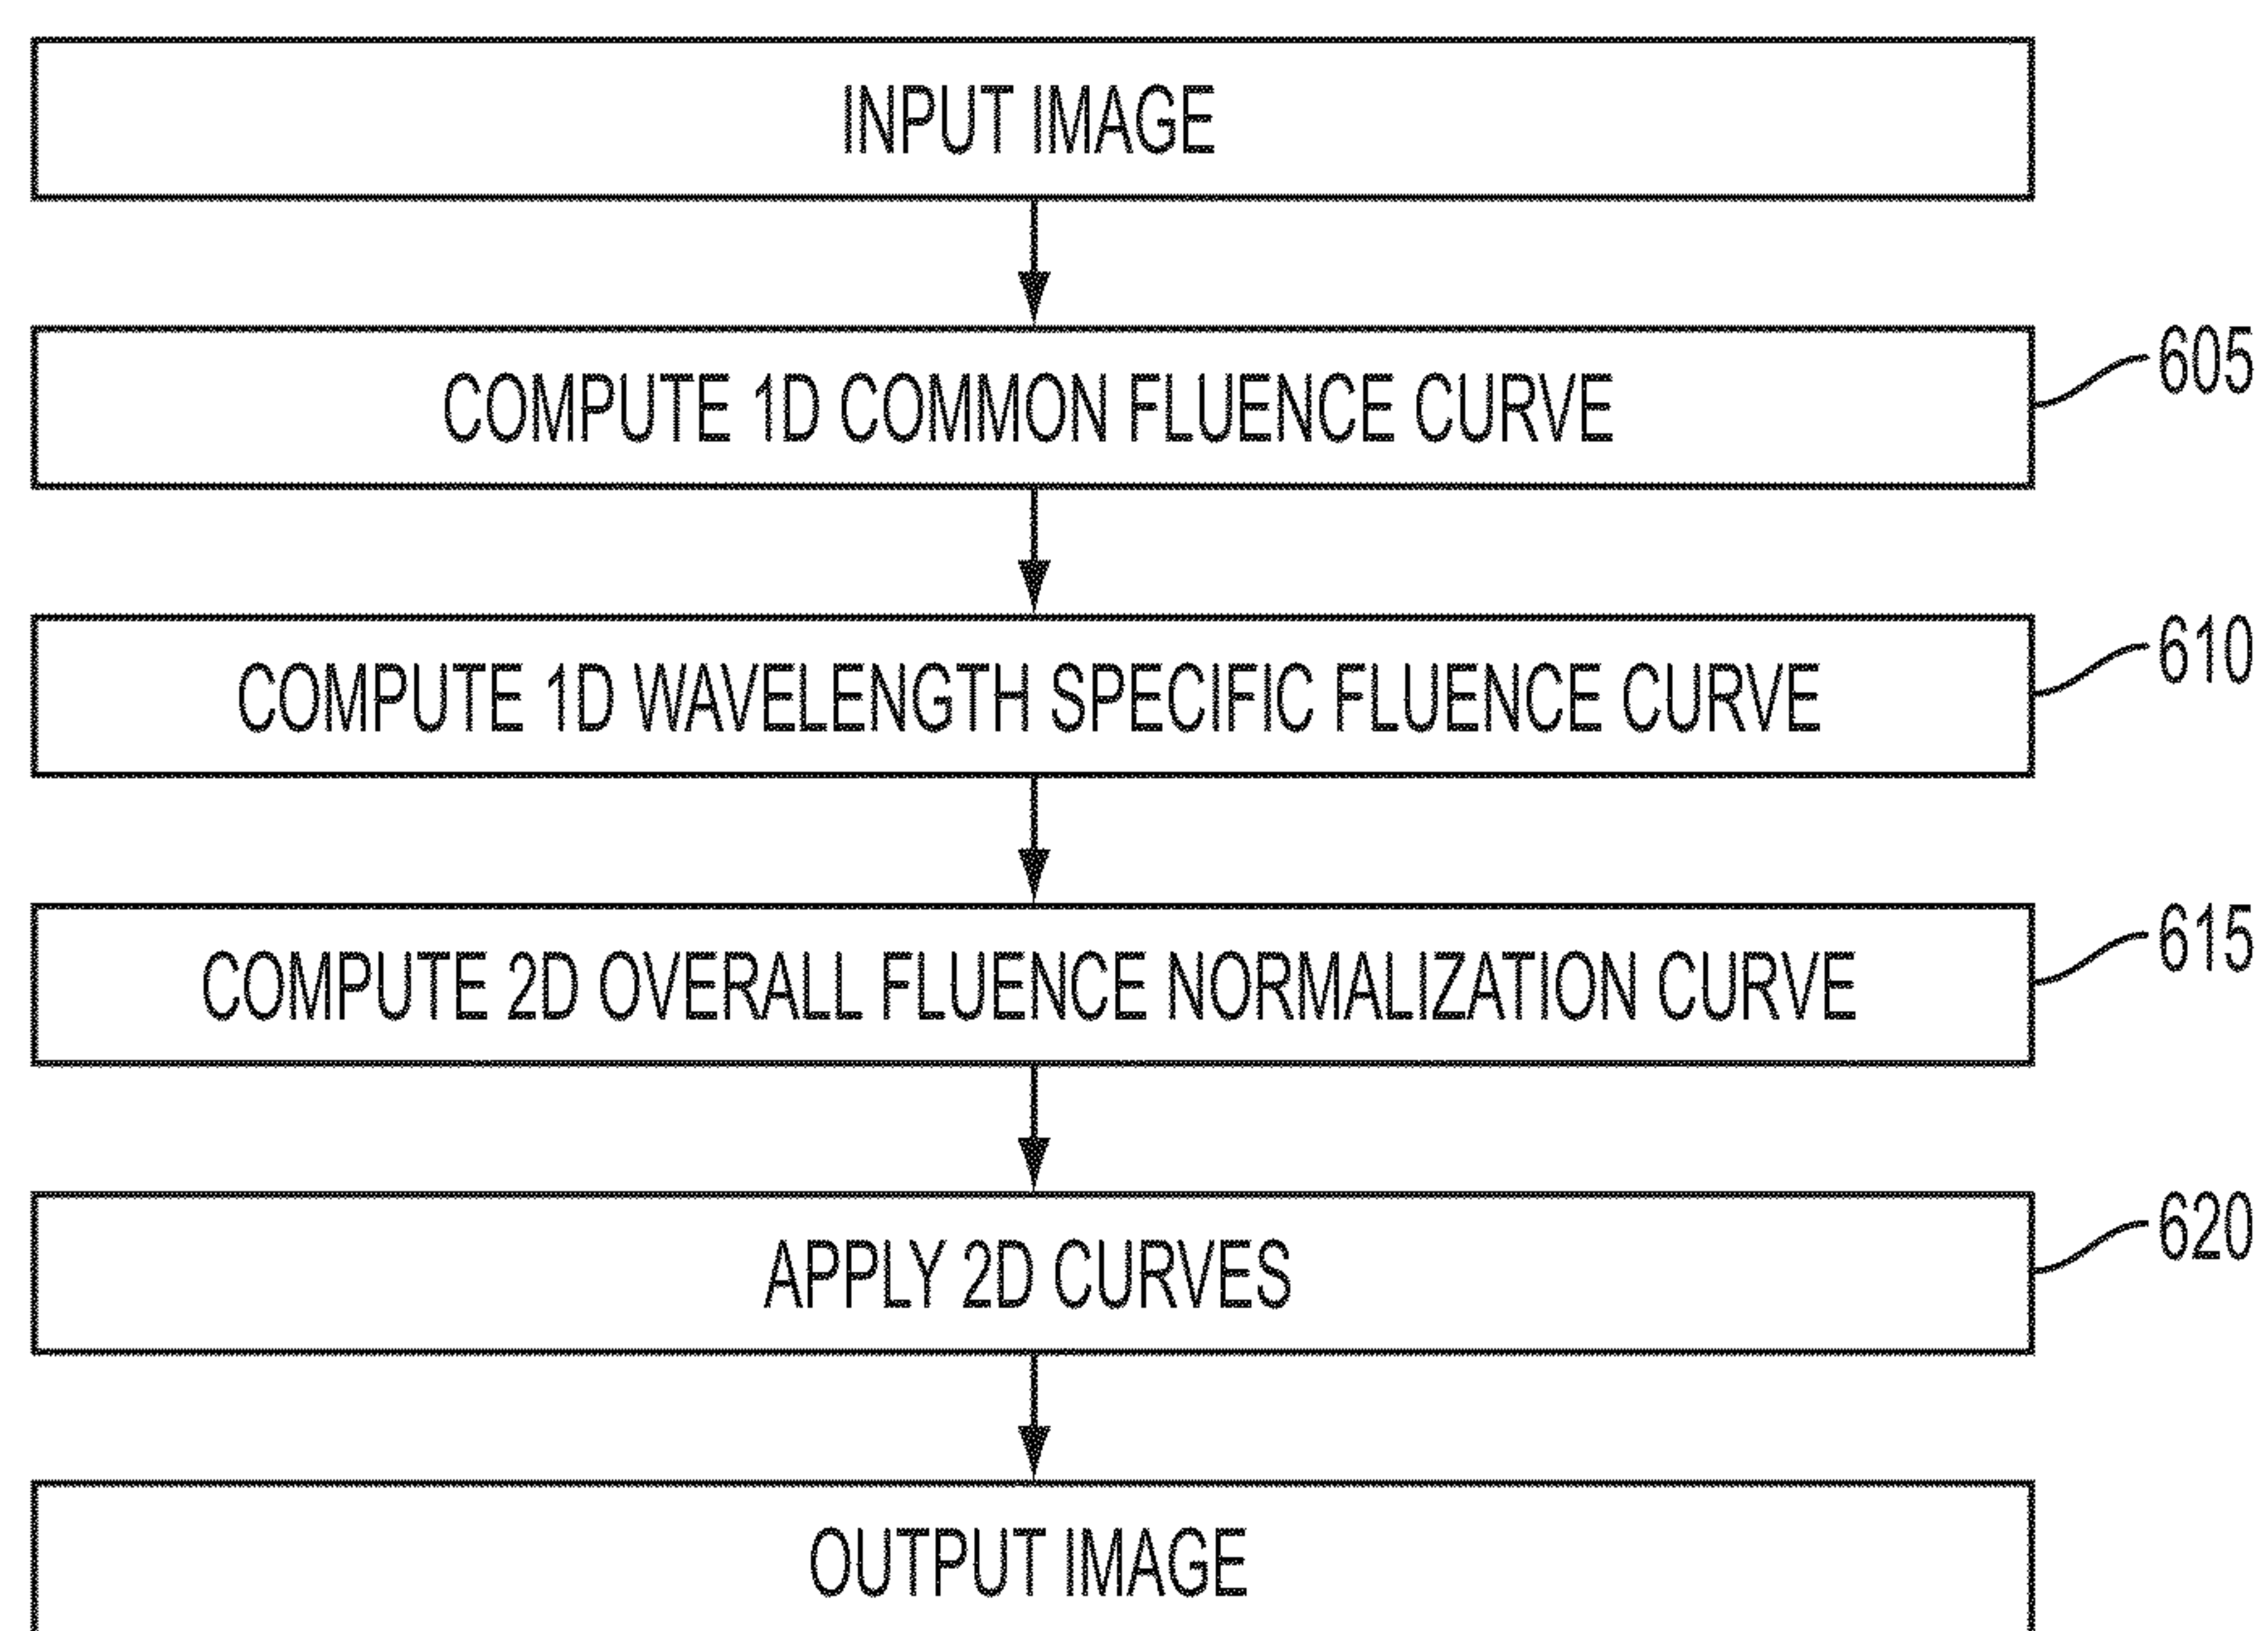 INPUT IMAGE
COMPUTE 1D COMMON FLUENCE CURVE
605
COMPUTE 1D WAVELENGTH SPECIFIC FLUENCE CURVE
610
COMPUTE 2D OVERALL FLUENCE NORMALIZATION CURVE
615
APPLY 2D CURVES
620
OUTPUT IMAGE